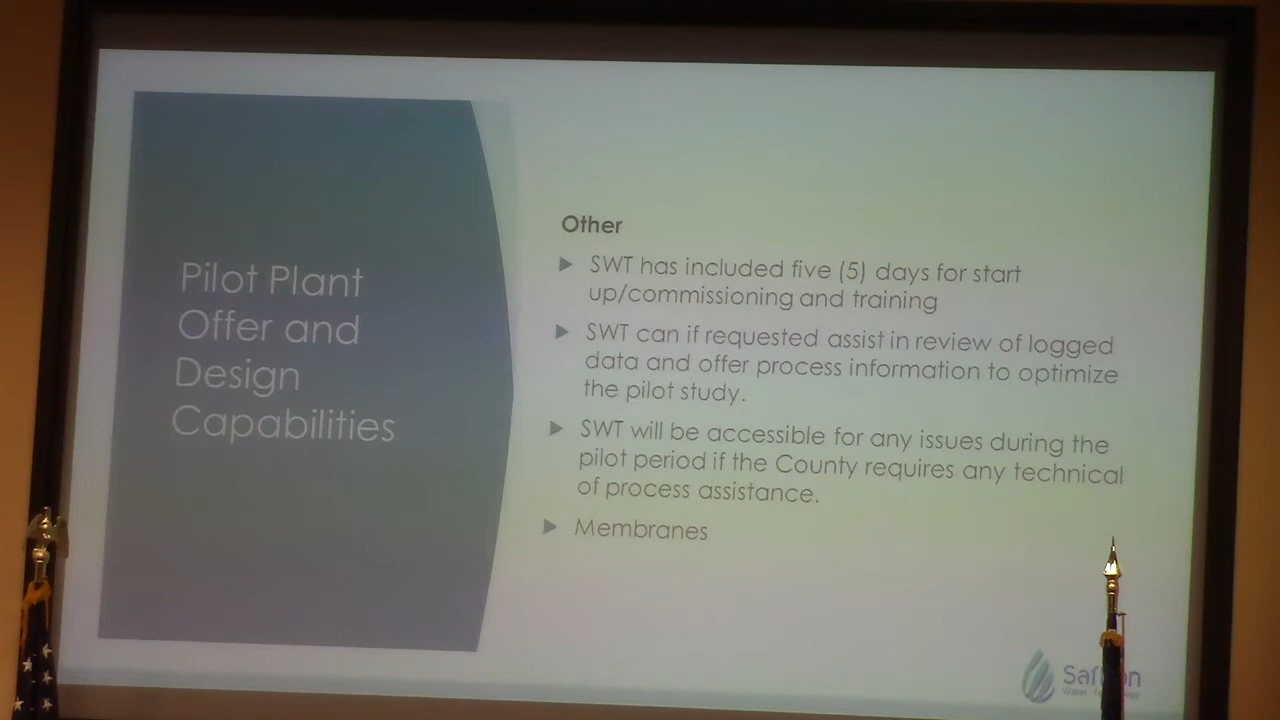 Pilot Plant
Offer and
Design
Capabilities
Other
SWT has included five (5) days for start
up/commissioning and training
SWT can if requested assist in review of logged
data and offer process information to optimize
the pilot study.
SWT will be accessible for any issues during the
pilot period if the County requires any technical
of process assistance.
Membranes
Water